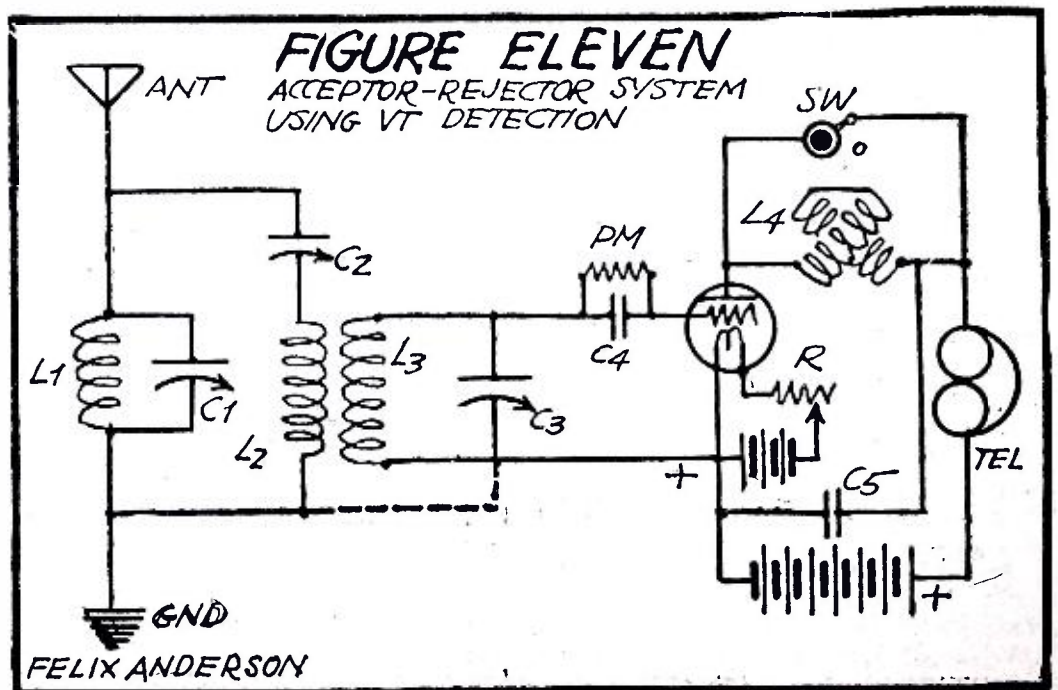 FIGURE ELEVEN
ACCEPTOR-REJECTOR SYSTEM
USING VT DETECTION
ANT
SW
L4
PM
C2
L1
C1
L2
L3
C4
R
C3
TEL
+
C5
+
GND
FELIX ANDERSON